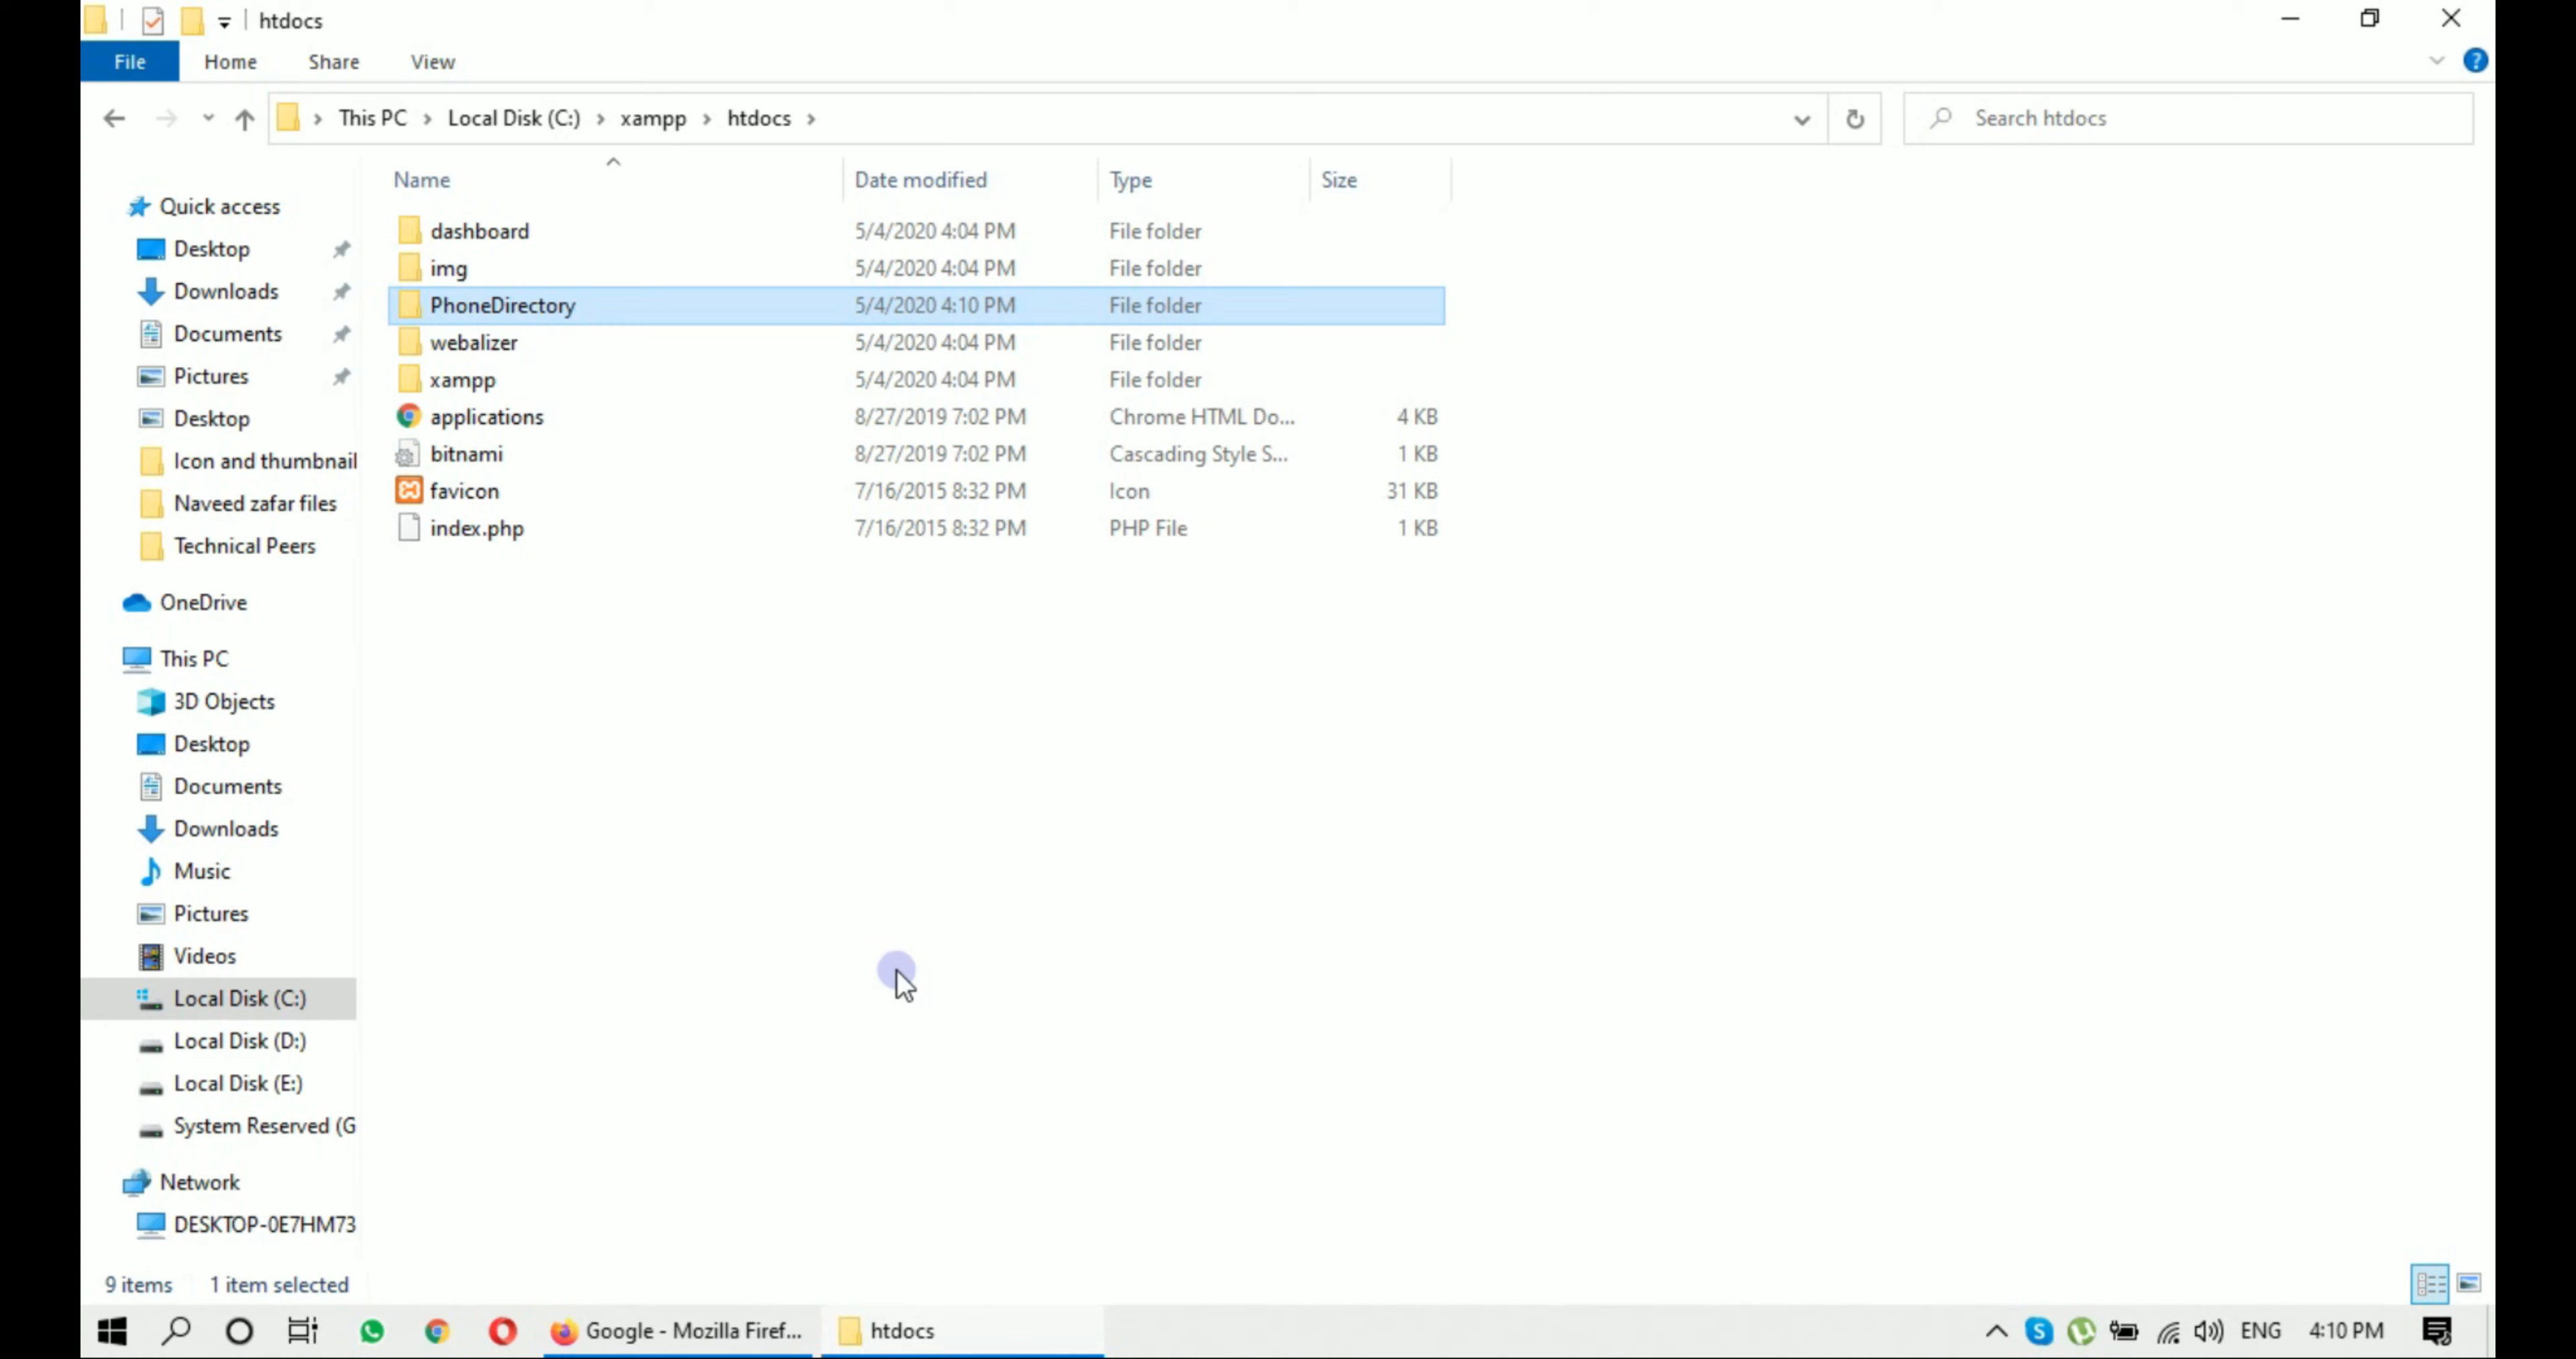 htdocs
File Home Share View
This PC Local Disk (C:) xampp htdocs
Search htdocs
Name Date modified Type Size
Quick access
Desktop
Downloads
Documents
Pictures
Desktop
Icon and thumbnail
Naveed zafar files
Technical Peers
OneDrive
This PC
3D Objects
Desktop
Documents
Downloads
Music
Pictures
Videos
Local Disk (C:)
Local Disk (D:)
Local Disk (E:)
System Reserved (G
Network
DESKTOP-0E7HM73
dashboard 5/4/2020 4:04 PM File folder
img 5/4/2020 4:04 PM File folder
PhoneDirectory 5/4/2020 4:10 PM File folder
webalizer 5/4/2020 4:04 PM File folder
xampp 5/4/2020 4:04 PM File folder
applications 8/27/2019 7:02 PM Chrome HTML Do... 4 KB
bitnami 8/27/2019 7:02 PM Cascading Style S... 1 KB
favicon 7/16/2015 8:32 PM Icon 31 KB
index.php 7/16/2015 8:32 PM PHP File 1 KB
9 items 1 item selected
Google - Mozilla Firef... htdocs ENG 4:10 PM